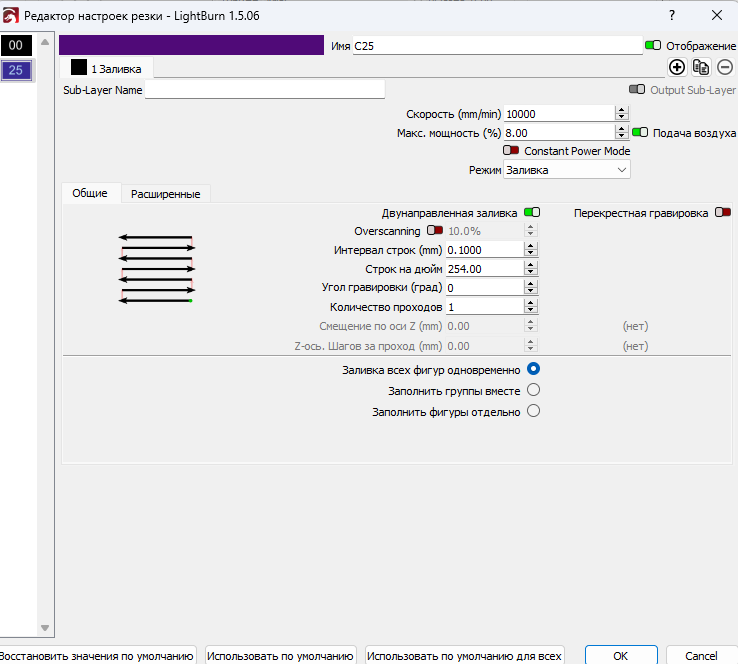 Редактор настроек резки - LightBurn 1.5.06
?
00
25
Имя C25
Отображение
1 Заливка
Sub-Layer Name
Output Sub-Layer
Скорость (mm/min) 10000
Макс. мощность (%) 8.00
Подача воздуха
Constant Power Mode
Режим Заливка
Общие
Расширенные
Двунаправленная заливка
Перекрестная гравировка
Overscanning 10.0%
Интервал строк (mm) 0.1000
Строк на дюйм 254.00
Угол гравировки (град) 0
Количество проходов 1
Смещение по оси Z (mm) 0.00 (нет)
Z-ось. Шагов за проход (mm) 0.00 (нет)
Заливка всех фигур одновременно
Заполнить группы вместе
Заполнить фигуры отдельно
Восстановить значения по умолчанию
Использовать по умолчанию
Использовать по умолчанию для всех
OK
Cancel